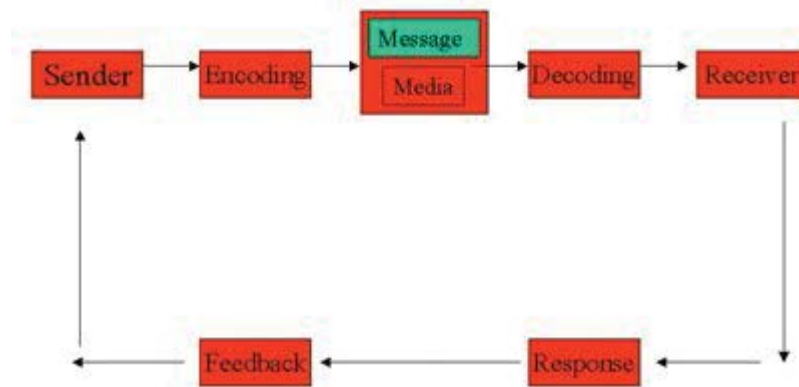 Message
Sender
Encoding
Media
Decoding
Receiver
Feedback
Response